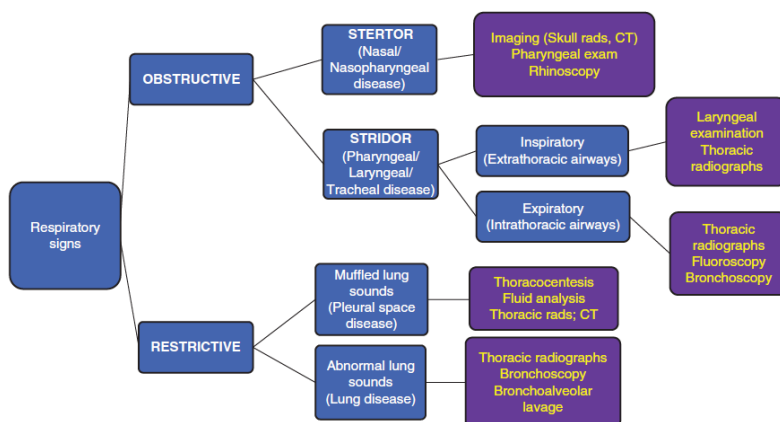 Respiratory
signs
OBSTRUCTIVE
STERTOR
(Nasal/
Nasopharyngeal
disease)
Imaging (Skull rads, CT)
Pharyngeal exam
Rhinoscopy
STRIDOR
(Pharyngeal/
Laryngeal/
Tracheal disease)
Inspiratory
(Extrathoracic airways)
Laryngeal
examination
Thoracic
radiographs
Expiratory
(Intrathoracic airways)
Thoracic
radiographs
Fluoroscopy
Bronchoscopy
RESTRICTIVE
Muffled lung
sounds
(Pleural space
disease)
Thoracocentesis
Fluid analysis
Thoracic rads; CT
Abnormal lung
sounds
(Lung disease)
Thoracic radiographs
Bronchoscopy
Bronchoalveolar
lavage